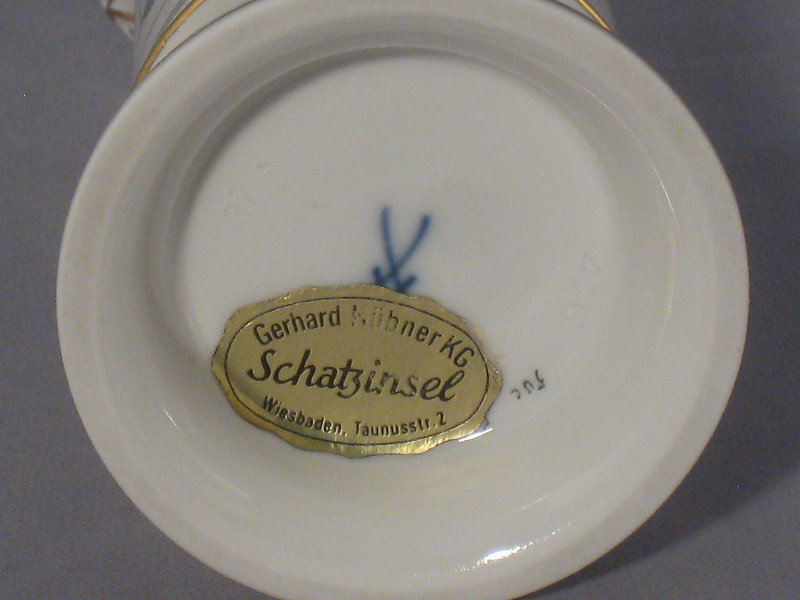 Gerhard Hübner KG
Schatzinsel
Wiesbaden, Taunusstr. 2